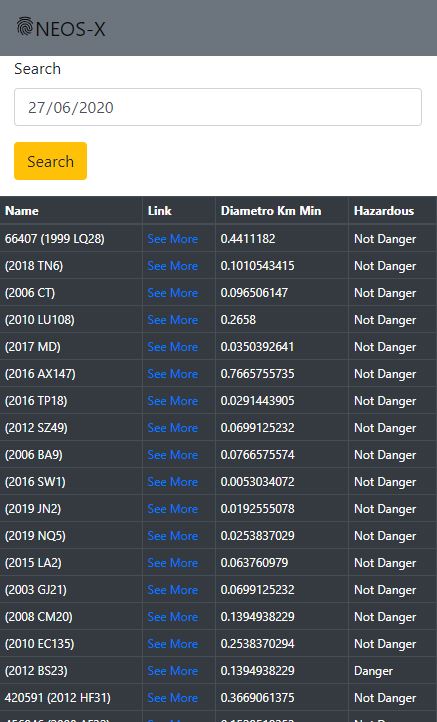 NEOS-X
Search
27/06/2020
Search
Name Link Diametro Km Min Hazardous
66407 (1999 LQ28) See More 0.4411182 Not Danger
(2018 TN6) See More 0.1010543415 Not Danger
(2006 CT) See More 0.096506147 Not Danger
(2010 LU108) See More 0.2658 Not Danger
(2017 MD) See More 0.0350392641 Not Danger
(2016 AX147) See More 0.7665755735 Not Danger
(2016 TP18) See More 0.0291443905 Not Danger
(2012 SZ49) See More 0.0699125232 Not Danger
(2006 BA9) See More 0.0766575574 Not Danger
(2016 SW1) See More 0.0053034072 Not Danger
(2019 JN2) See More 0.0192555078 Not Danger
(2019 NQ5) See More 0.0253837029 Not Danger
(2015 LA2) See More 0.063760979 Not Danger
(2003 GJ21) See More 0.0699125232 Not Danger
(2008 CM20) See More 0.1394938229 Not Danger
(2010 EC135) See More 0.2538370294 Not Danger
(2012 BS23) See More 0.1394938229 Danger
420591 (2012 HF31) See More 0.3669061375 Not Danger
See More Not Danger